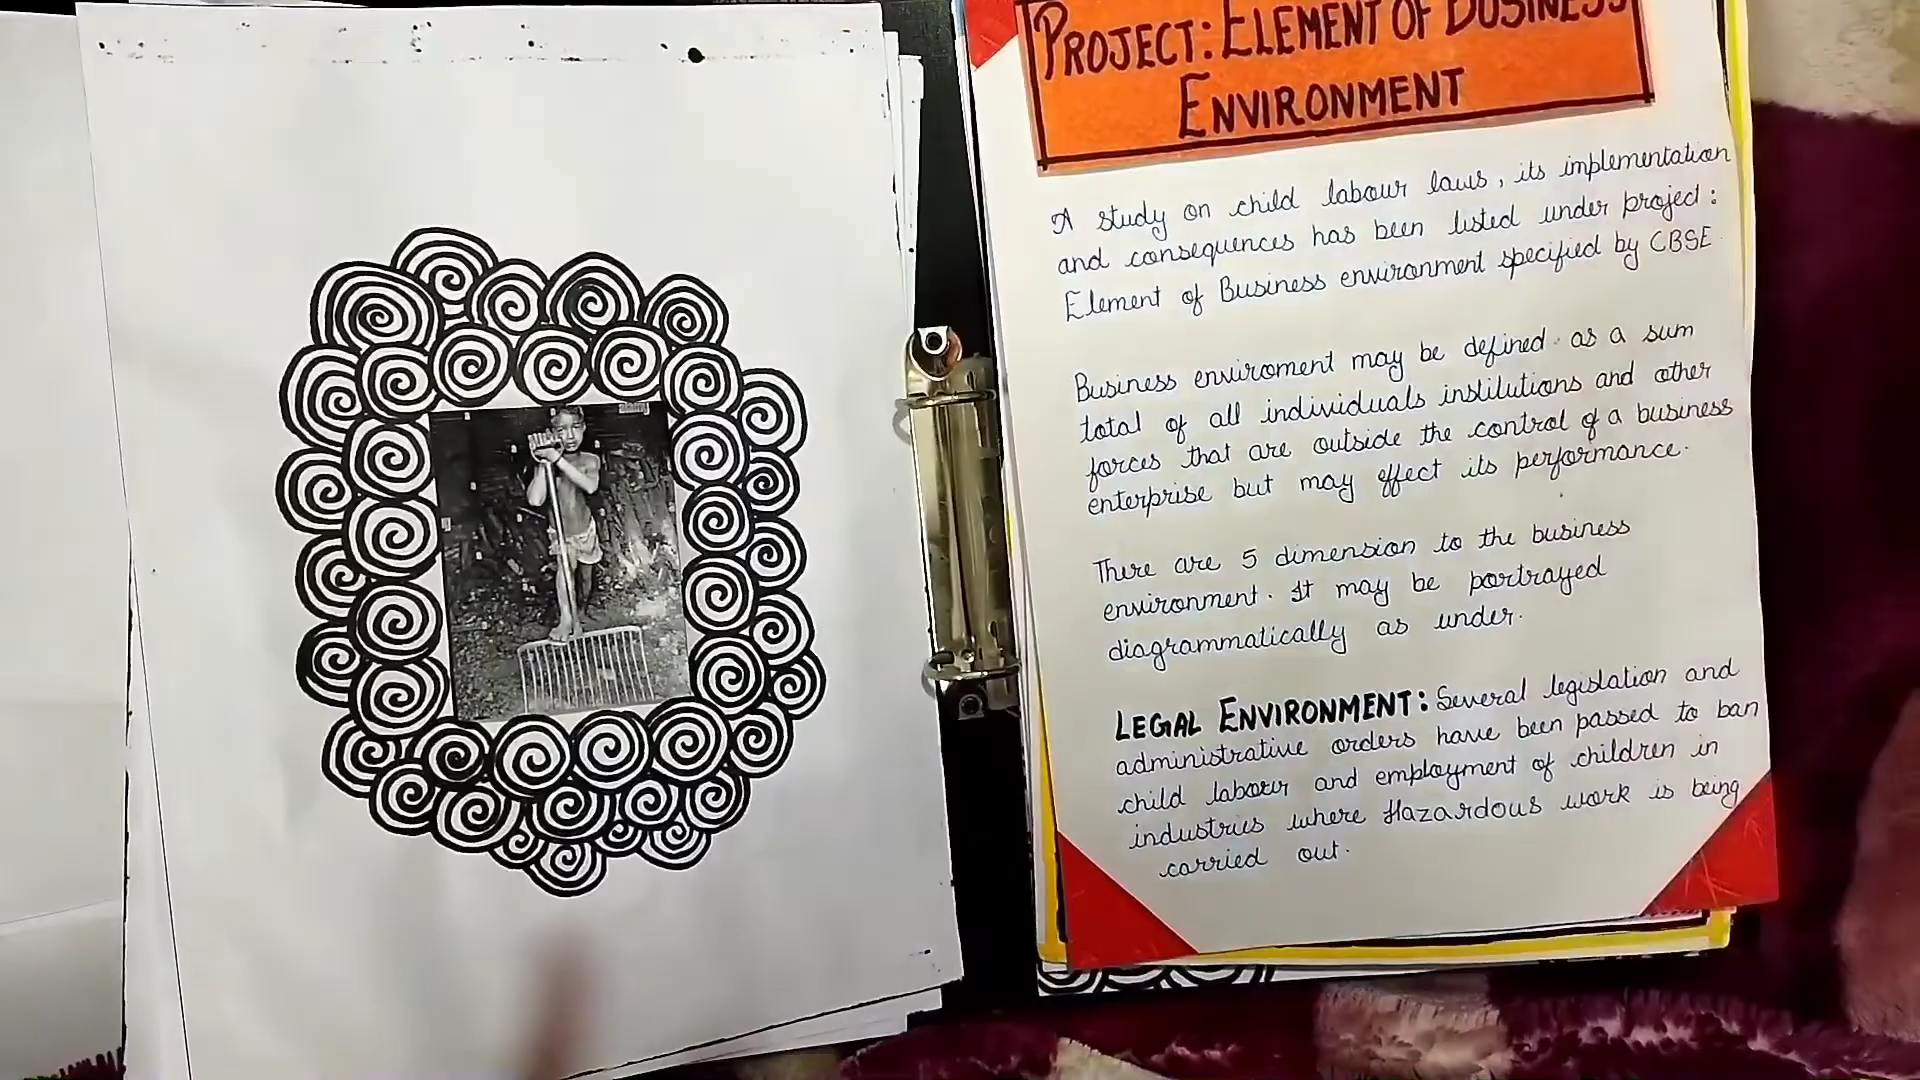 PROJECT: ELEMENT OF BUSINESS
ENVIRONMENT
A study on child labour laws, its implementation
and consequences has been listed under project:
Element of Business environment specified by CBSE
Business enviroment may be defined as a sum
total of all individuals institutions and other
forces that are outside the control of a business
enterprise but may effect its performance.
There are 5 dimension to the business
environment. It may be portrayed
diagrammatically as under.
LEGAL ENVIRONMENT: Several legislation and
administrative orders have been passed to ban
child labour and employment of children in
industries where Hazardous work is being
carried out.